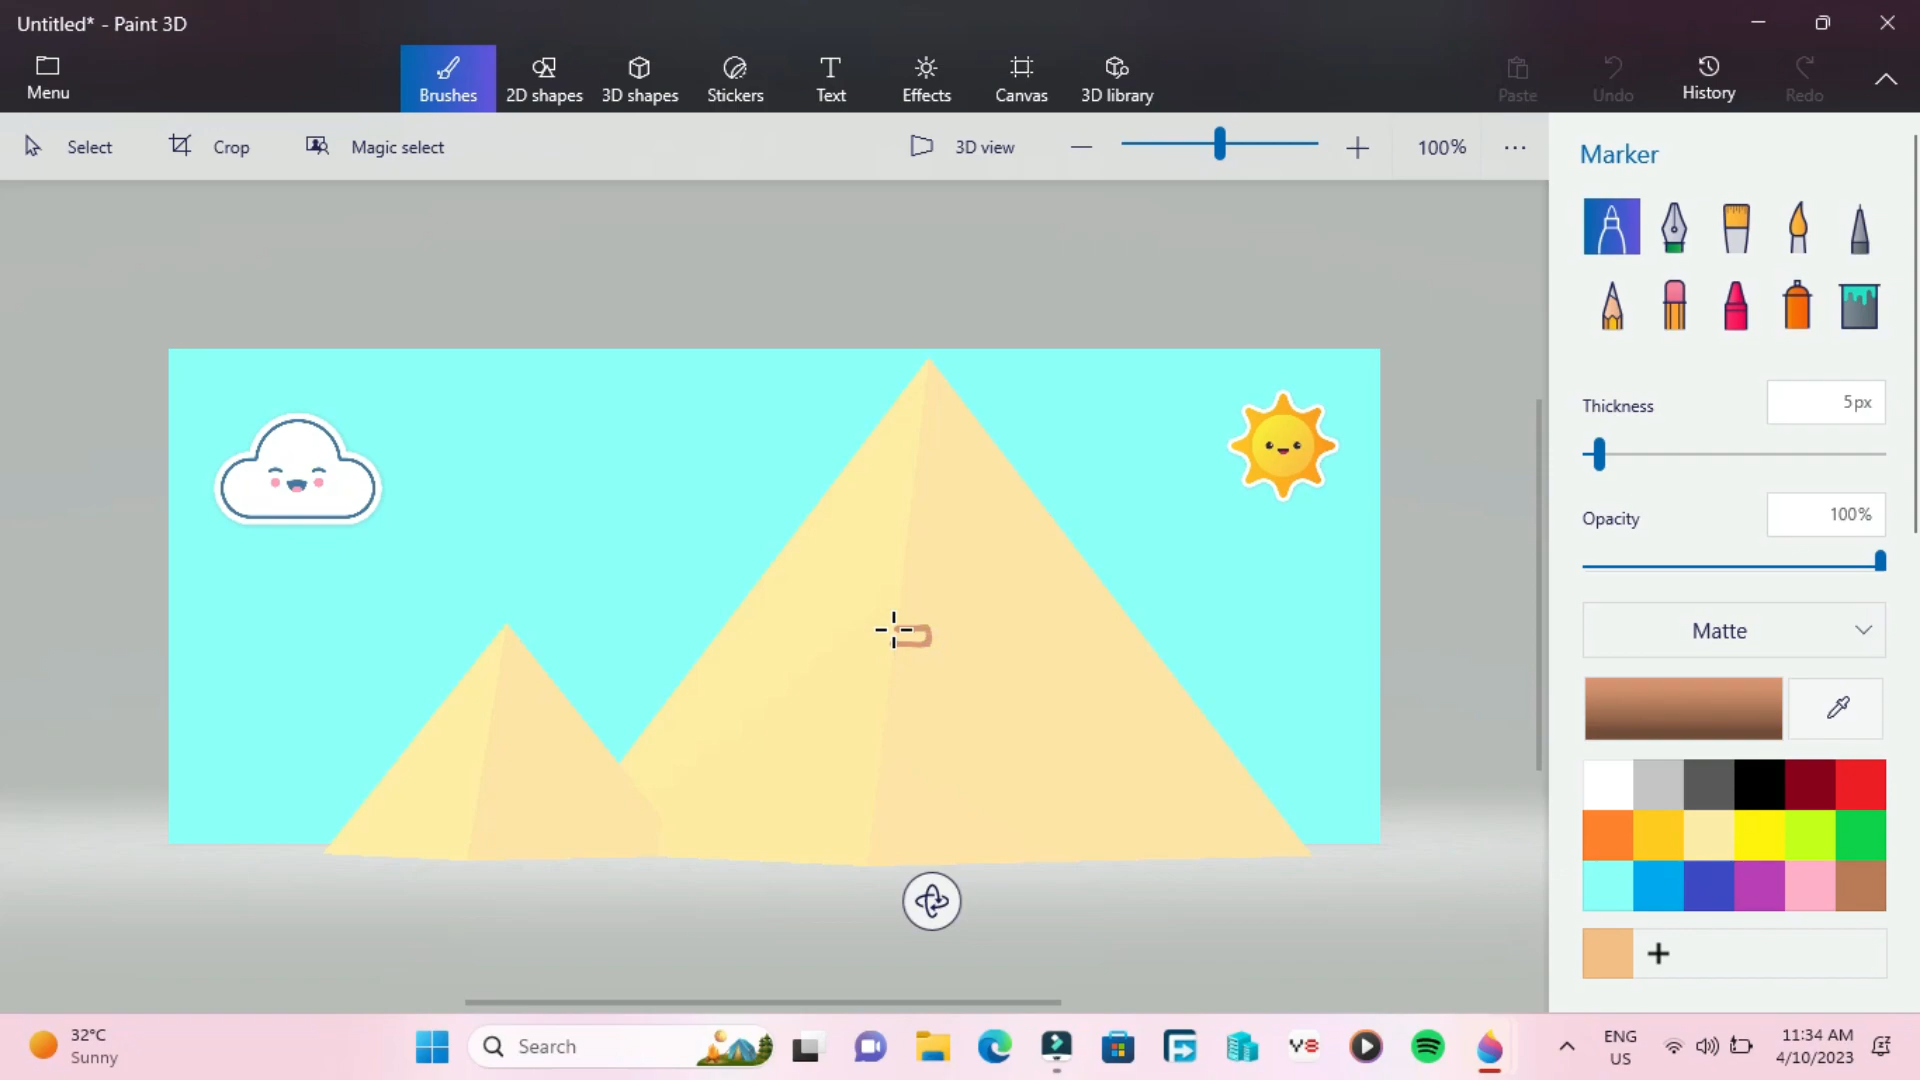 Untitled* - Paint 3D
Menu
Brushes
2D shapes
3D shapes
Stickers
Text
Effects
Canvas
3D library
Paste
Undo
History
Redo
Select
Crop
Magic select
3D view
100%
Marker
Thickness
5px
Opacity
100%
Matte
32°C
Sunny
Search
Y8
ENG
US
11:34 AM
4/10/2023